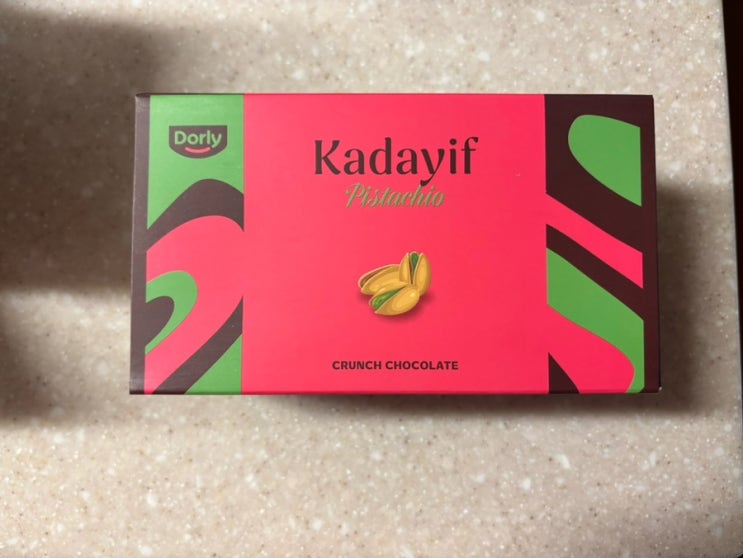 Dorly
Kadayif
Pistachio
CRUNCH CHOCOLATE